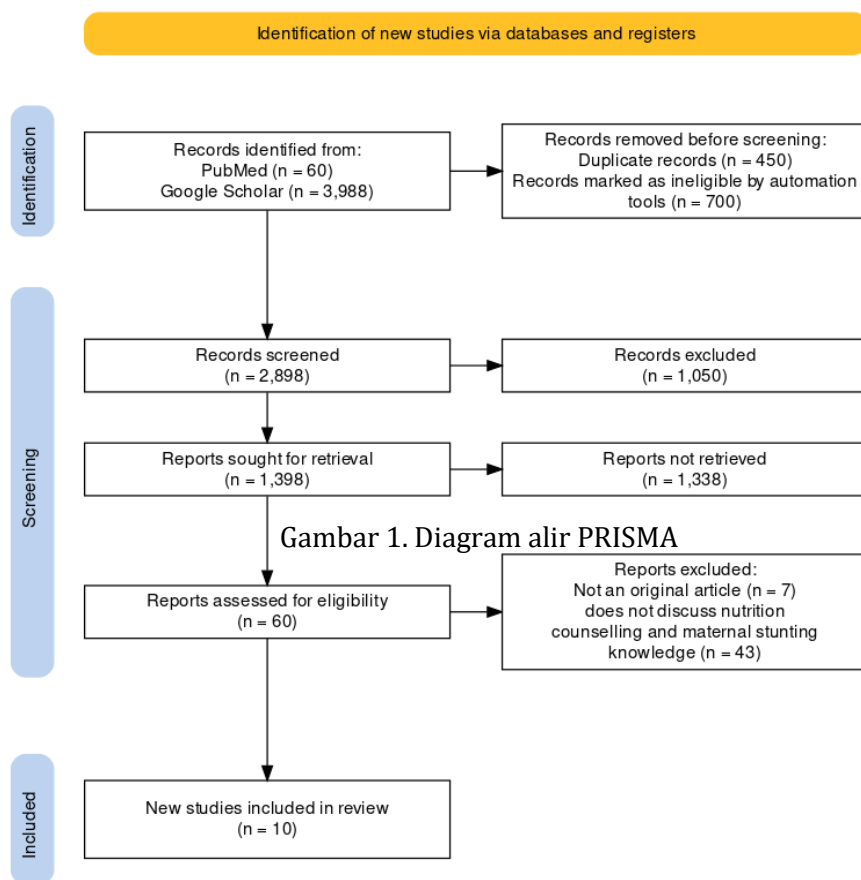 Identification of new studies via databases and registers
Identification
Records identified from:
PubMed (n = 60)
Google Scholar (n = 3,988)
Records removed before screening:
Duplicate records (n = 450)
Records marked as ineligible by automation
tools (n = 700)
Screening
Records screened
(n = 2,898)
Records excluded
(n = 1,050)
Reports sought for retrieval
(n = 1,398)
Reports not retrieved
(n = 1,338)
Gambar 1. Diagram alir PRISMA
Reports assessed for eligibility
(n = 60)
Reports excluded:
Not an original article (n = 7)
does not discuss nutrition
counselling and maternal stunting
knowledge (n = 43)
Included
New studies included in review
(n = 10)